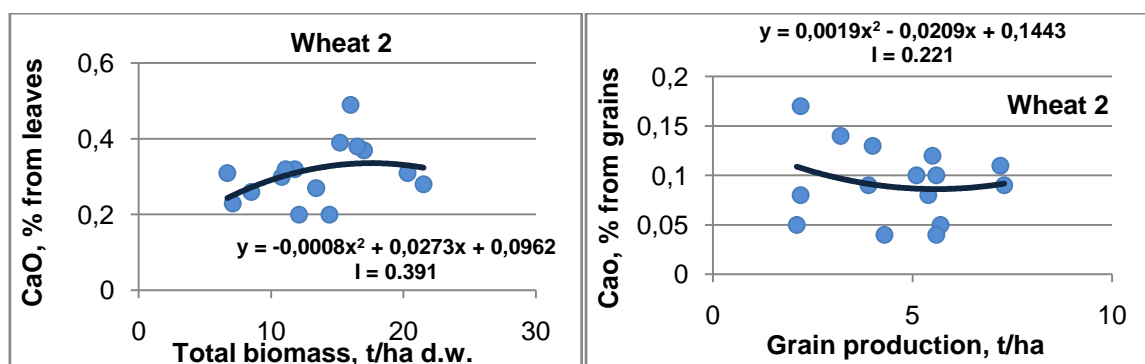 Wheat 2
CaO, % from leaves
0,8
0,6
0,4
0,2
0
y = -0,0008x² + 0,0273x + 0,0962
I = 0.391
0
10
20
30
Total biomass, t/ha d.w.
y = 0,0019x² - 0,0209x + 0,1443
I = 0.221
Wheat 2
Cao, % from grains
0,2
0,15
0,1
0,05
0
0
5
10
Grain production, t/ha